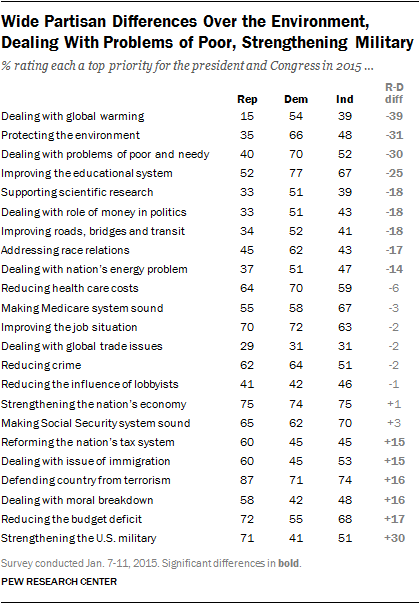 Wide Partisan Differences Over the Environment,
Dealing With Problems of Poor, Strengthening Military
% rating each a top priority for the president and Congress in 2015 ...
R-D
Rep Dem Ind diff
Dealing with global warming 15 54 39 -39
Protecting the environment 35 66 48 -31
Dealing with problems of poor and needy 40 70 52 -30
Improving the educational system 52 77 67 -25
Supporting scientific research 33 51 39 -18
Dealing with role of money in politics 33 51 43 -18
Improving roads, bridges and transit 34 52 41 -18
Addressing race relations 45 62 43 -17
Dealing with nation's energy problem 37 51 47 -14
Reducing health care costs 64 70 59 -6
Making Medicare system sound 55 58 67 -3
Improving the job situation 70 72 63 -2
Dealing with global trade issues 29 31 31 -2
Reducing crime 62 64 51 -2
Reducing the influence of lobbyists 41 42 46 -1
Strengthening the nation's economy 75 74 75 +1
Making Social Security system sound 65 62 70 +3
Reforming the nation's tax system 60 45 45 +15
Dealing with issue of immigration 60 45 53 +15
Defending country from terrorism 87 71 74 +16
Dealing with moral breakdown 58 42 48 +16
Reducing the budget deficit 72 55 68 +17
Strengthening the U.S. military 71 41 51 +30
Survey conducted Jan. 7-11, 2015. Significant differences in bold.
PEW RESEARCH CENTER